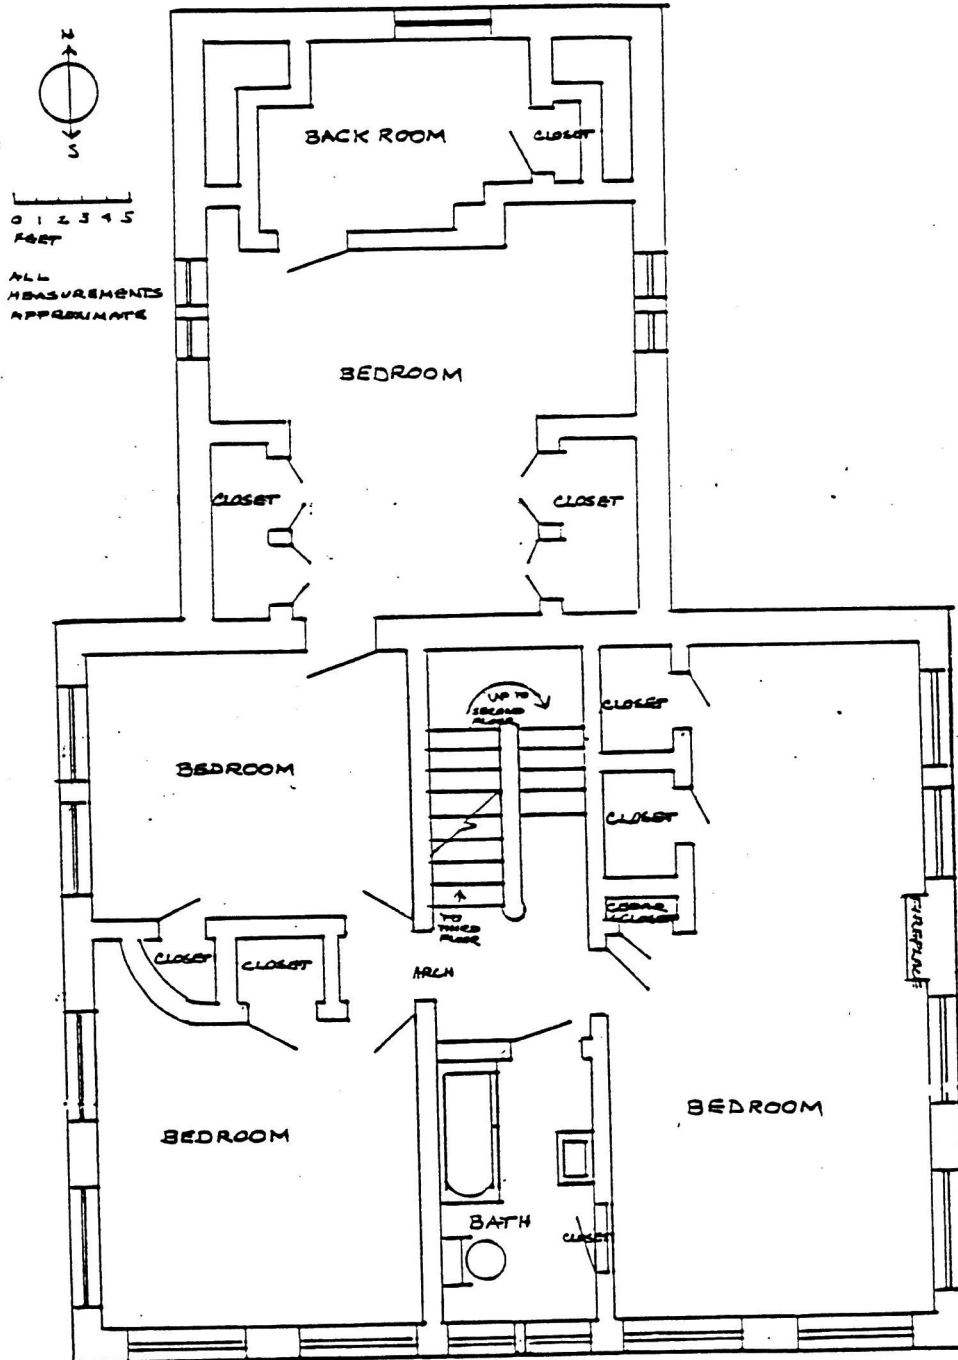 N
S
0 1 2 3 4 5
FEET
ALL
MEASUREMENTS
APPROXIMATE
BACK ROOM
CLOSET
BEDROOM
CLOSET
CLOSET
UP TO
SECOND
FLOOR
CLOSET
BEDROOM
CLOSET
TO
THIRD
FLOOR
CEDAR
CLOSET
FIREPLACE
CLOSET
CLOSET
ARCH
BEDROOM
BEDROOM
BATH
CLOSET